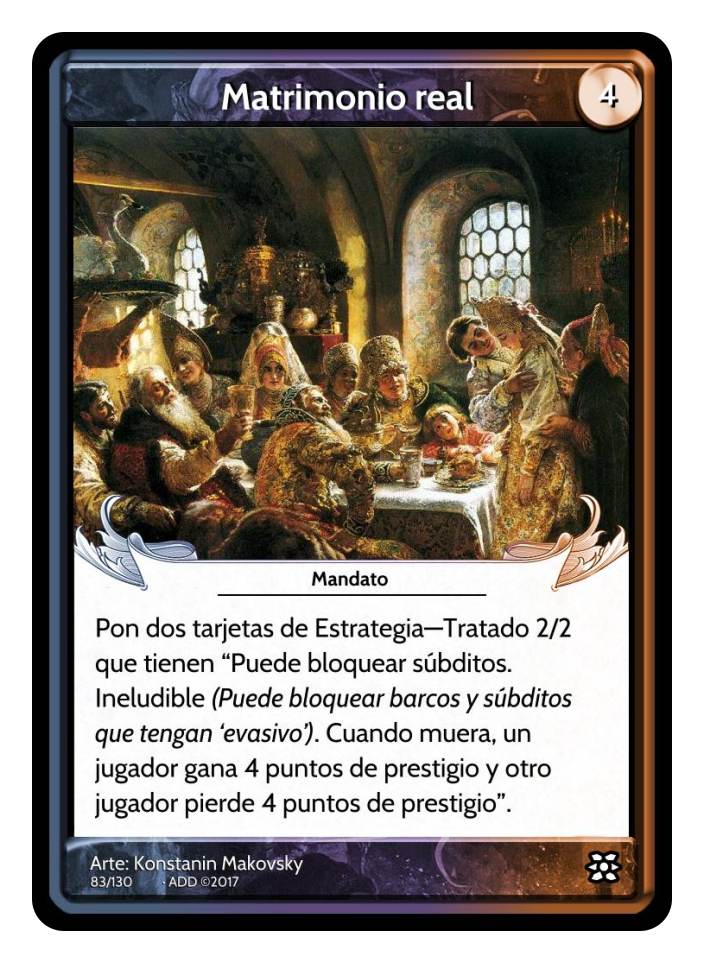 Matrimonio real
4
Mandato
Pon dos tarjetas de Estrategia—Tratado 2/2
que tienen “Puede bloquear súbditos.
Ineludible (Puede bloquear barcos y súbditos
que tengan ‘evasivo’). Cuando muera, un
jugador gana 4 puntos de prestigio y otro
jugador pierde 4 puntos de prestigio”.
Arte: Konstanin Makovsky
83/130 · ADD ©2017